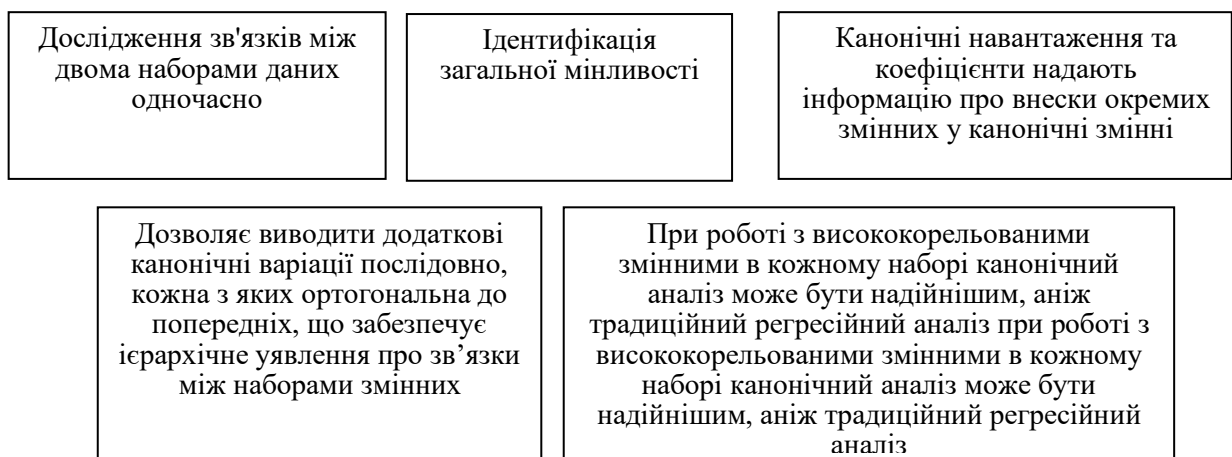 Дослідження зв'язків між
двома наборами даних
одночасно
Ідентифікація
загальної мінливості
Канонічні навантаження та
коефіцієнти надають
інформацію про внески окремих
змінних у канонічні змінні
Дозволяє виводити додаткові
канонічні варіації послідовно,
кожна з яких ортогональна до
попередніх, що забезпечує
ієрархічне уявлення про зв’язки
між наборами змінних
При роботі з висококорельованими
змінними в кожному наборі канонічний
аналіз може бути надійнішим, аніж
традиційний регресійний аналіз при роботі з
висококорельованими змінними в кожному
наборі канонічний аналіз може бути
надійнішим, аніж традиційний регресійний
аналіз